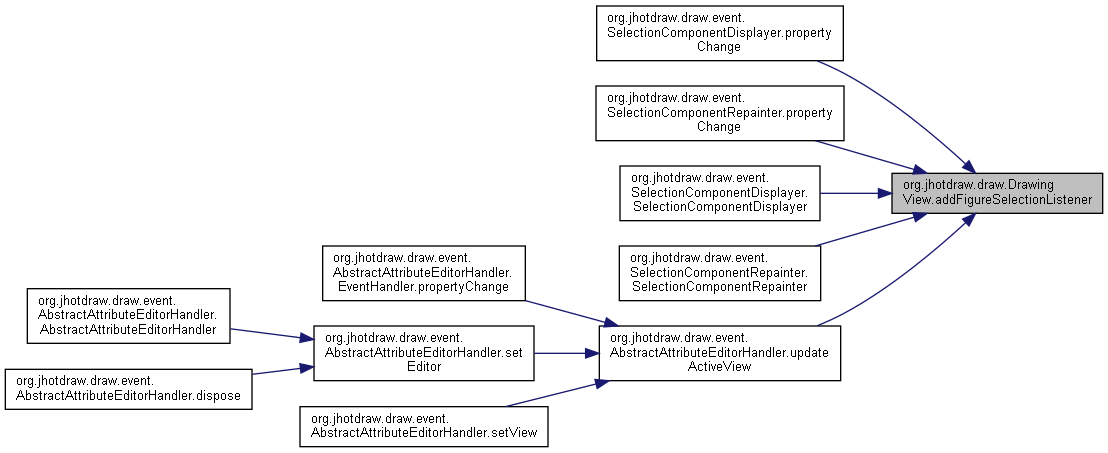 org.jhotdraw.draw.event.
SelectionComponentDisplayer.property
Change
org.jhotdraw.draw.event.
SelectionComponentRepainter.property
Change
org.jhotdraw.draw.event.
SelectionComponentDisplayer.
SelectionComponentDisplayer
org.jhotdraw.draw.Drawing
View.addFigureSelectionListener
org.jhotdraw.draw.event.
SelectionComponentRepainter.
SelectionComponentRepainter
org.jhotdraw.draw.event.
AbstractAttributeEditorHandler.
EventHandler.propertyChange
org.jhotdraw.draw.event.
AbstractAttributeEditorHandler.
AbstractAttributeEditorHandler
org.jhotdraw.draw.event.
AbstractAttributeEditorHandler.set
Editor
org.jhotdraw.draw.event.
AbstractAttributeEditorHandler.update
ActiveView
org.jhotdraw.draw.event.
AbstractAttributeEditorHandler.dispose
org.jhotdraw.draw.event.
AbstractAttributeEditorHandler.setView